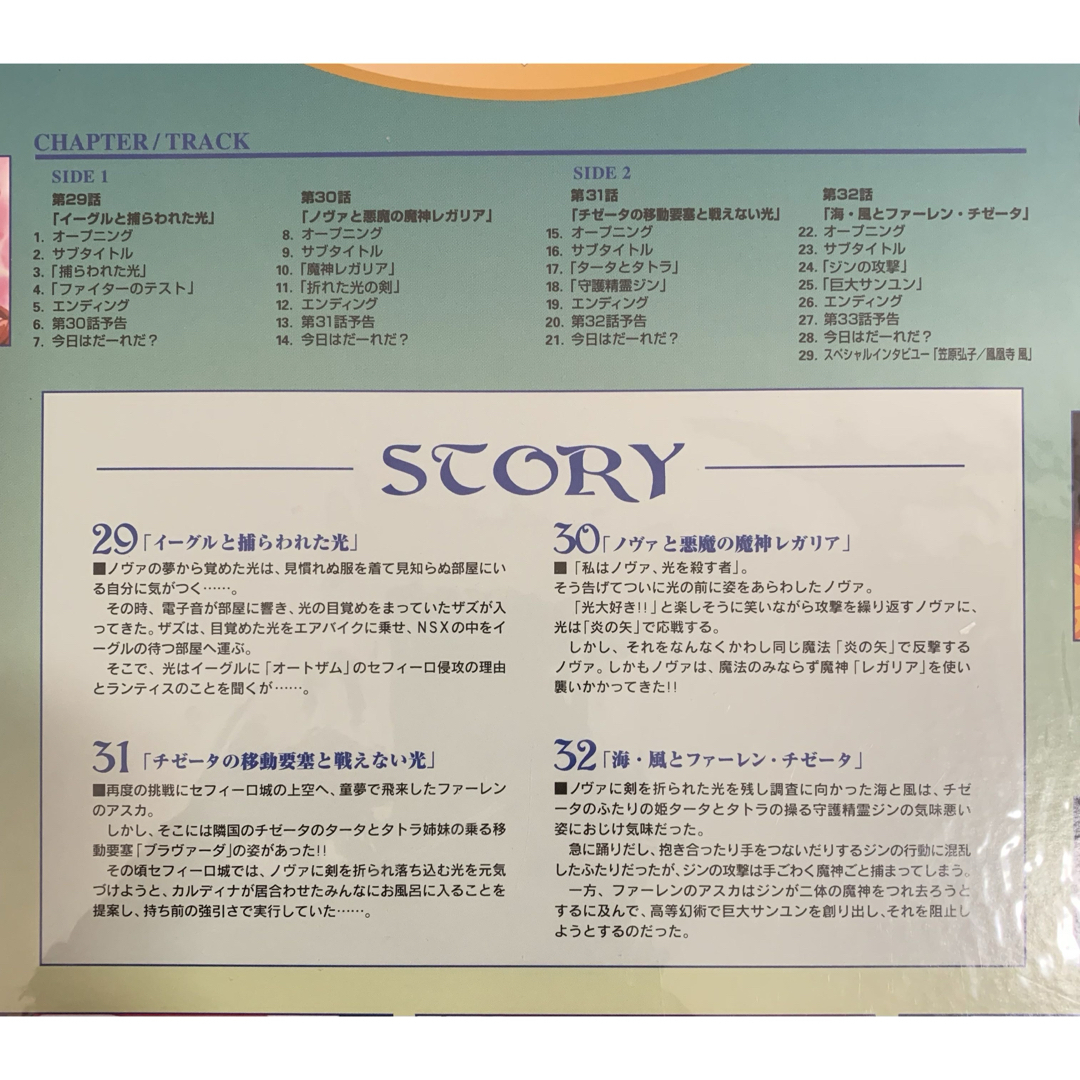 CHAPTER / TRACK
SIDE 1
第29話
「イーグルと捕らわれた光」
1. オープニング
2. サブタイトル
3.「捕らわれた光」
4.「ファイターのテスト」
5. エンディング
6. 第30話予告
7. 今日はだーれだ?
第30話
「ノヴァと悪魔の魔神レガリア」
8. オープニング
9. サブタイトル
10.「魔神レガリア」
11.「折れた光の剣」
12. エンディング
13. 第31話予告
14. 今日はだーれだ?
SIDE 2
第31話
「チゼータの移動要塞と戦えない光」
15. オープニング
16. サブタイトル
17.「タータとタトラ」
18.「守護精霊ジン」
19. エンディング
20. 第32話予告
21. 今日はだーれだ?
第32話
「海・風とファーレン・チゼータ」
22. オープニング
23. サブタイトル
24.「ジンの攻撃」
25.「巨大サンユン」
26. エンディング
27. 第33話予告
28. 今日はだーれだ?
29. スペシャルインタビュー「笠原弘子/鳳凰寺 風」
STORY
29「イーグルと捕らわれた光」
■ノヴァの夢から覚めた光は、見慣れぬ服を着て見知らぬ部屋にい
る自分に気がつく……。
その時、電子音が部屋に響き、光の目覚めをまっていたザズが入
ってきた。ザズは、目覚めた光をエアバイクに乗せ、NSXの中をイ
ーグルの待つ部屋へ運ぶ。
そこで、光はイーグルに「オートザム」のセフィーロ侵攻の理由
とランティスのことを聞くが……。
30「ノヴァと悪魔の魔神レガリア」
■「私はノヴァ、光を殺す者」。
そう告げてついに光の前に姿をあらわしたノヴァ。
「光大好き!!」と楽しそうに笑いながら攻撃を繰り返すノヴァに、
光は「炎の矢」で応戦する。
しかし、それをなんなくかわし同じ魔法「炎の矢」で反撃する
ノヴァ。しかもノヴァは、魔法のみならず魔神「レガリア」を使い
襲いかかってきた!!
31「チゼータの移動要塞と戦えない光」
■再度の挑戦にセフィーロ城の上空へ、童夢で飛来したファーレン
のアスカ。
しかし、そこには隣国のチゼータのタータとタトラ姉妹の乗る移
動要塞「ブラヴァーダ」の姿があった!!
その頃セフィーロ城では、ノヴァに剣を折られ落ち込む光を元気
づけようと、カルディナが居合わせたみんなにお風呂に入ることを
提案し、持ち前の強引さで実行していた……。
32「海・風とファーレン・チゼータ」
■ノヴァに剣を折られた光を残し調査に向かった海と風は、チゼ
ータのふたりの姫タータとタトラの操る守護精霊ジンの気味悪い
姿におじけ気味だった。
急に踊りだし、抱き合ったり手をつないだりするジンの行動に混乱
したふたりだったが、ジンの攻撃は手ごわく魔神ごと捕まってしまう。
一方、ファーレンのアスカはジンが二体の魔神をつれ去ろうと
するに及んで、高等幻術で巨大サンユンを創り出し、それを阻止し
ようとするのだった。